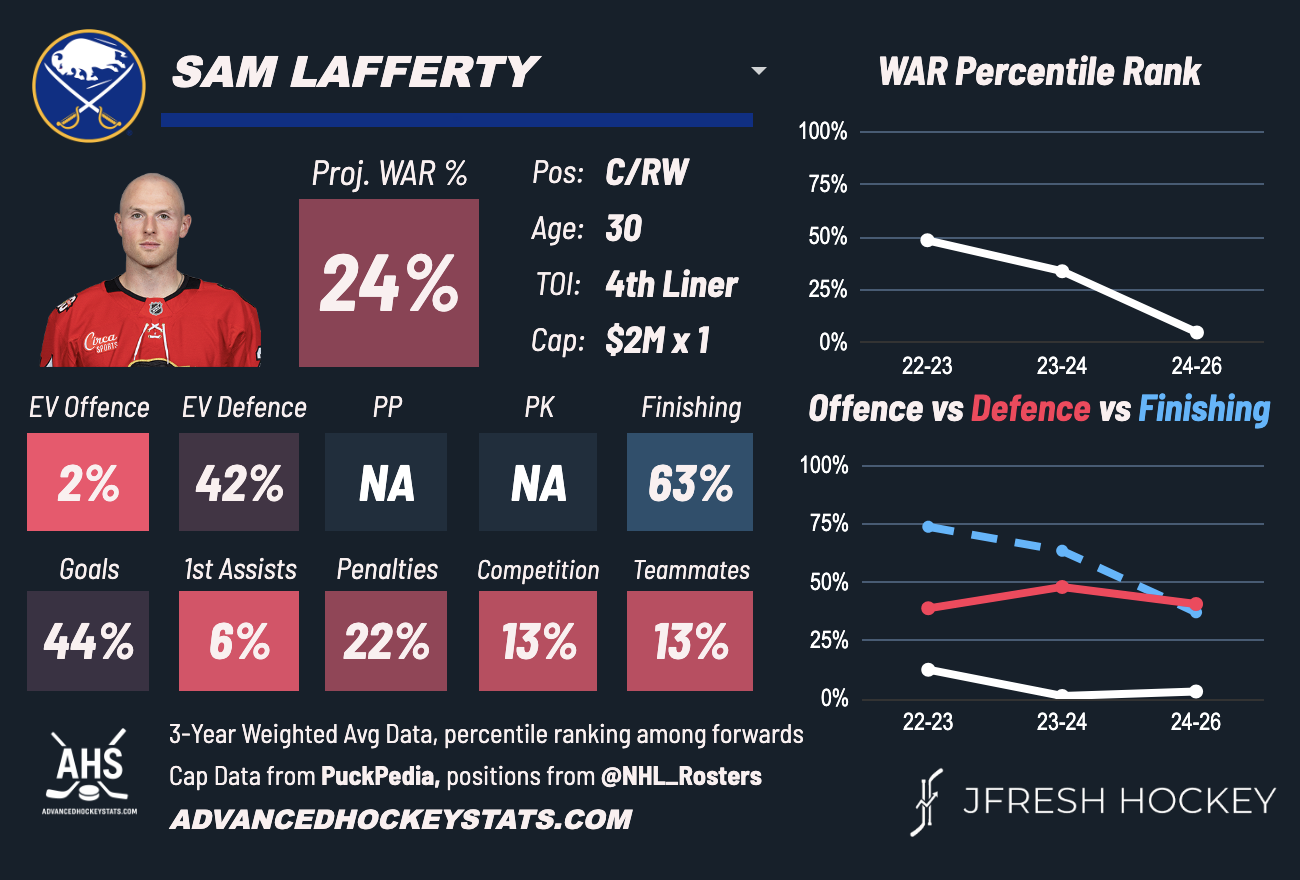 SAM LAFFERTY
WAR Percentile Rank
Proj. WAR %
24%
Pos: C/RW
Age: 30
TOI: 4th Liner
Cap: $2M x 1
100%
75%
50%
25%
0%
22-23 23-24 24-26
Circa
SPORTS
EV Offence EV Defence PP PK Finishing
2% 42% NA NA 63%
Goals 1st Assists Penalties Competition Teammates
44% 6% 22% 13% 13%
Offence vs Defence vs Finishing
100%
75%
50%
25%
0%
22-23 23-24 24-26
AHS
ADVANCEDHOCKEYSTATS.COM
3-Year Weighted Avg Data, percentile ranking among forwards
Cap Data from PuckPedia, positions from @NHL_Rosters
ADVANCEDHOCKEYSTATS.COM
JFRESH HOCKEY